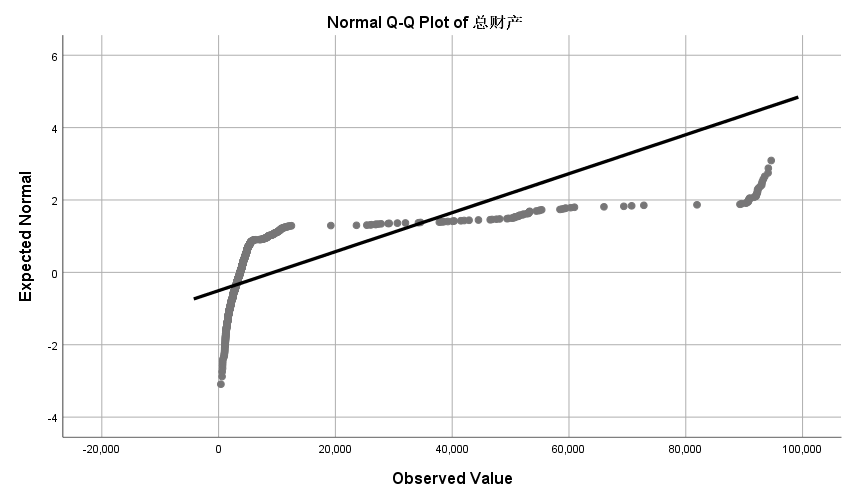 Normal Q-Q Plot of 总财产
6
4
2
0
-2
-4
Expected Normal
-20,000 0 20,000 40,000 60,000 80,000 100,000
Observed Value